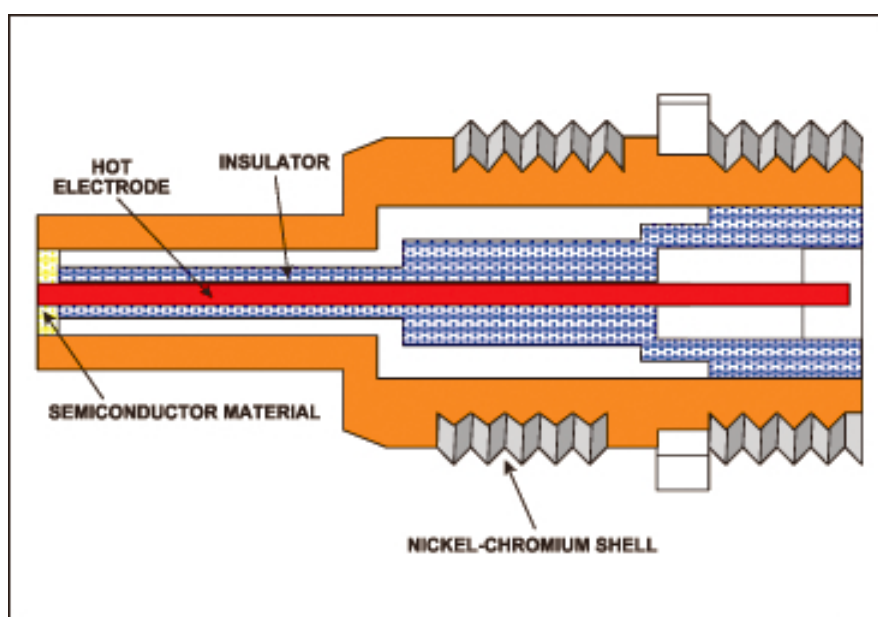 HOT
ELECTRODE
INSULATOR
SEMICONDUCTOR MATERIAL
NICKEL-CHROMIUM SHELL